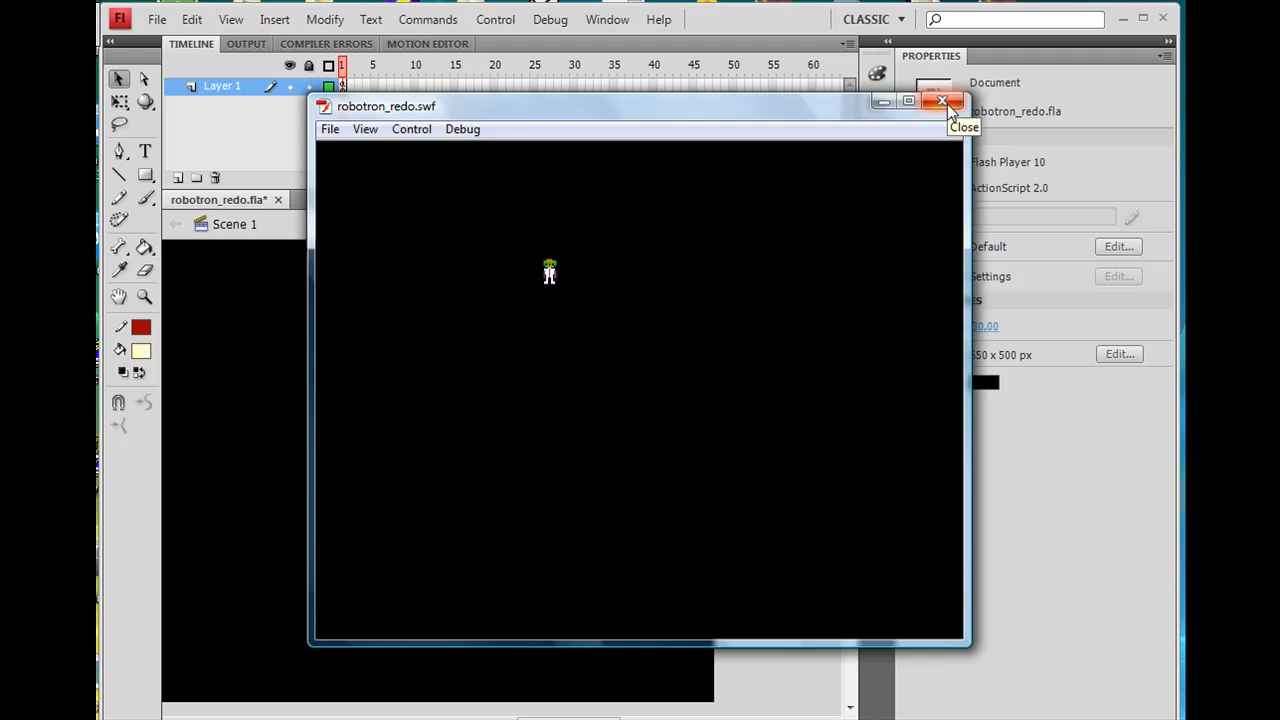 Fl File Edit View Insert Modify Text Commands Control Debug Window Help CLASSIC
TIMELINE OUTPUT COMPILER ERRORS MOTION EDITOR PROPERTIES
1 5 10 15 20 25 30 35 40 45 50 55 60
Layer 1
Document
robotron_redo.swf
robotron_redo.fla
Close
File View Control Debug
Flash Player 10
ActionScript 2.0
robotron_redo.fla*
Scene 1
Default Edit...
Settings Edit...
ES
30.00
550 x 500 px Edit...